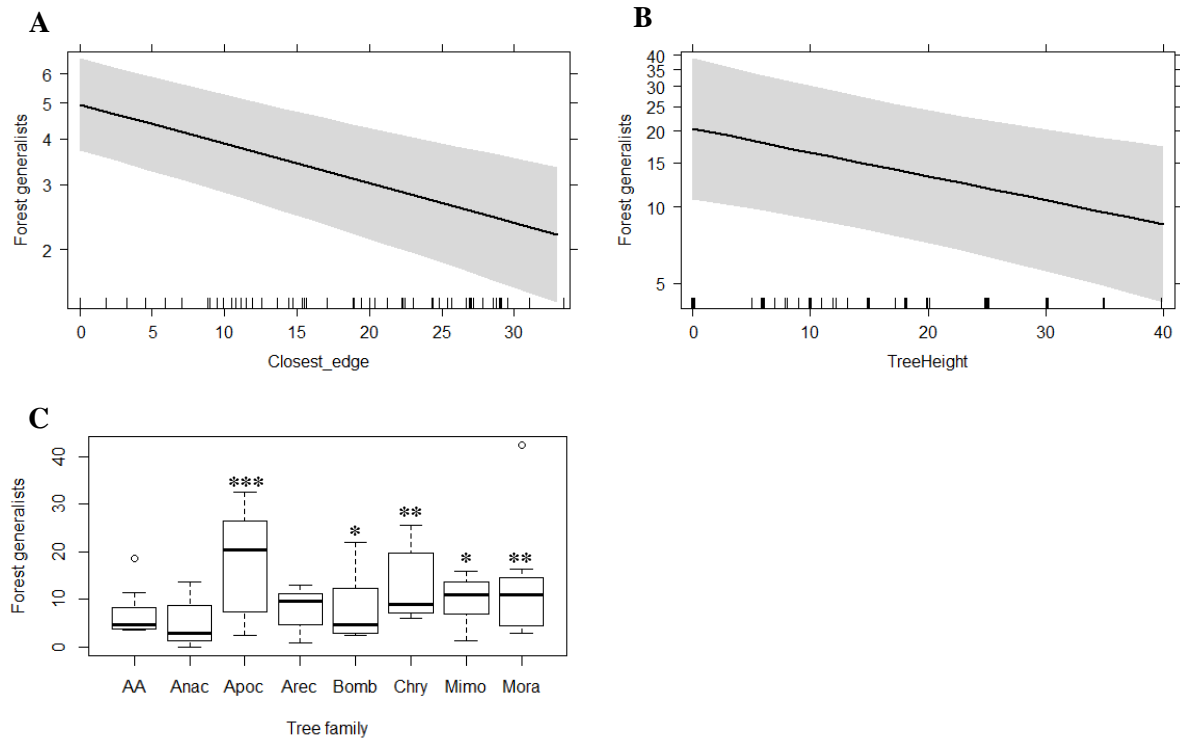 A
Forest generalists
6
5
4
3
2
0 5 10 15 20 25 30
Closest_edge
B
Forest generalists
40
35
30
25
20
15
10
5
0 10 20 30 40
TreeHeight
C
Forest generalists
40
30
20
10
0
*** * ** * **
AA Anac Apoc Arec Bomb Chry Mimo Mora
Tree family